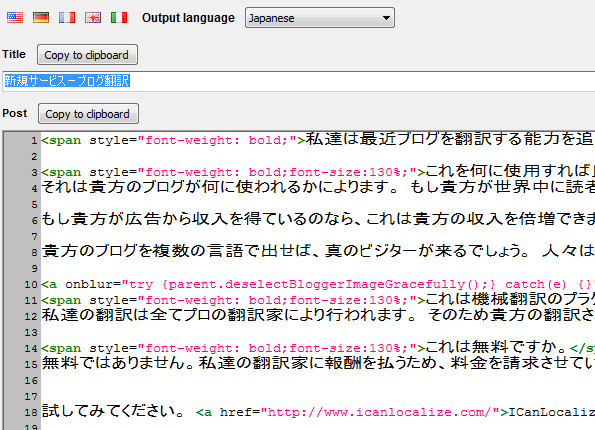 Output language Japanese
Title Copy to clipboard
新規サービスーブログ翻訳
Post Copy to clipboard
1 <span style="font-weight: bold;">私達は最近ブログを翻訳する能力を追
2
3 <span style="font-weight: bold;font-size:130%;">これを何に使用すれば
4 それは貴方のブログが何に使われるかによります。 もし貴方が世界中に読者
5
6 もし貴方が広告から収入を得ているのなら、これは貴方の収入を倍増できま
7
8 貴方のブログを複数の言語で出せば、真のビジターが来るでしょう。 人々は
9
10 <a onblur="try {parent.deselectBloggerImageGracefully();} catch(e) {}"
11 <span style="font-weight: bold;font-size:130%;">これは機械翻訳のプラ
12 私達の翻訳は全てプロの翻訳家により行われます。 そのため貴方の翻訳さ
13
14 <span style="font-weight: bold;font-size:130%;">これは無料ですか。</sp
15 無料ではありません。私達の翻訳家に報酬を払うため、料金を請求させてい
16
17
18 試してみてください。 <a href="http://www.icanlocalize.com/">ICanLocaliz
19